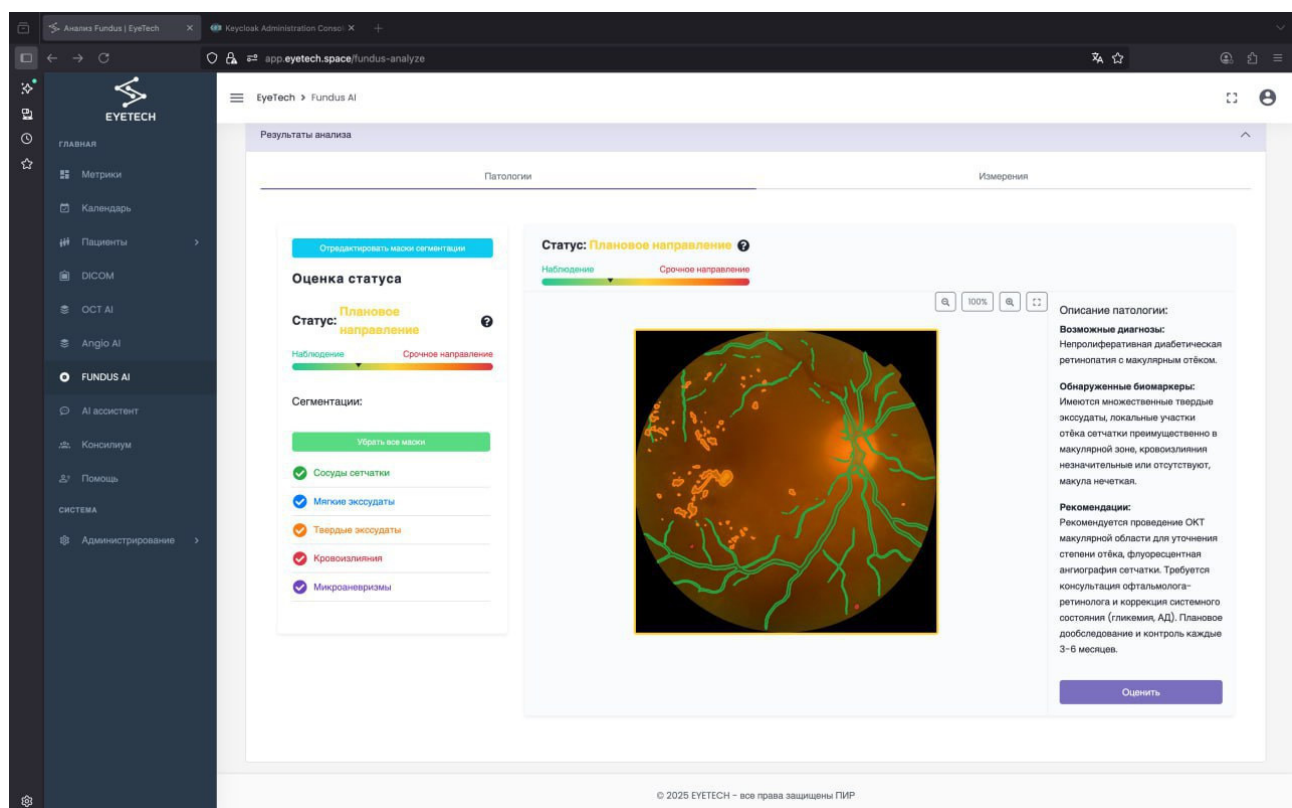 Анализ Fundus | EyeTech
Keycloak Administration Consol
app.eyetech.space/fundus-analyze
EYETECH
ГЛАВНАЯ
Метрики
Календарь
Пациенты
DICOM
OCT AI
Angio AI
FUNDUS AI
AI ассистент
Консилиум
Помощь
СИСТЕМА
Администрирование
EyeTech > Fundus AI
Результаты анализа
Патологии
Измерения
Отредактировать маски сегментации
Оценка статуса
Статус: Плановое
направление
Наблюдение Срочное направление
Сегментации:
Убрать все маски
Сосуды сетчатки
Мягкие экссудаты
Твердые экссудаты
Кровоизлияния
Микроаневризмы
Статус: Плановое направление
Наблюдение Срочное направление
100%
Описание патологии:
Возможные диагнозы:
Непролиферативная диабетическая
ретинопатия с макулярным отёком.
Обнаруженные биомаркеры:
Имеются множественные твердые
экссудаты, локальные участки
отёка сетчатки преимущественно в
макулярной зоне, кровоизлияния
незначительные или отсутствуют,
макула нечеткая.
Рекомендации:
Рекомендуется проведение ОКТ
макулярной области для уточнения
степени отёка, флуоресцентная
ангиография сетчатки. Требуется
консультация офтальмолога-
ретинолога и коррекция системного
состояния (гликемия, АД). Плановое
дообследование и контроль каждые
3-6 месяцев.
Оценить
© 2025 EYETECH - все права защищены ПИР